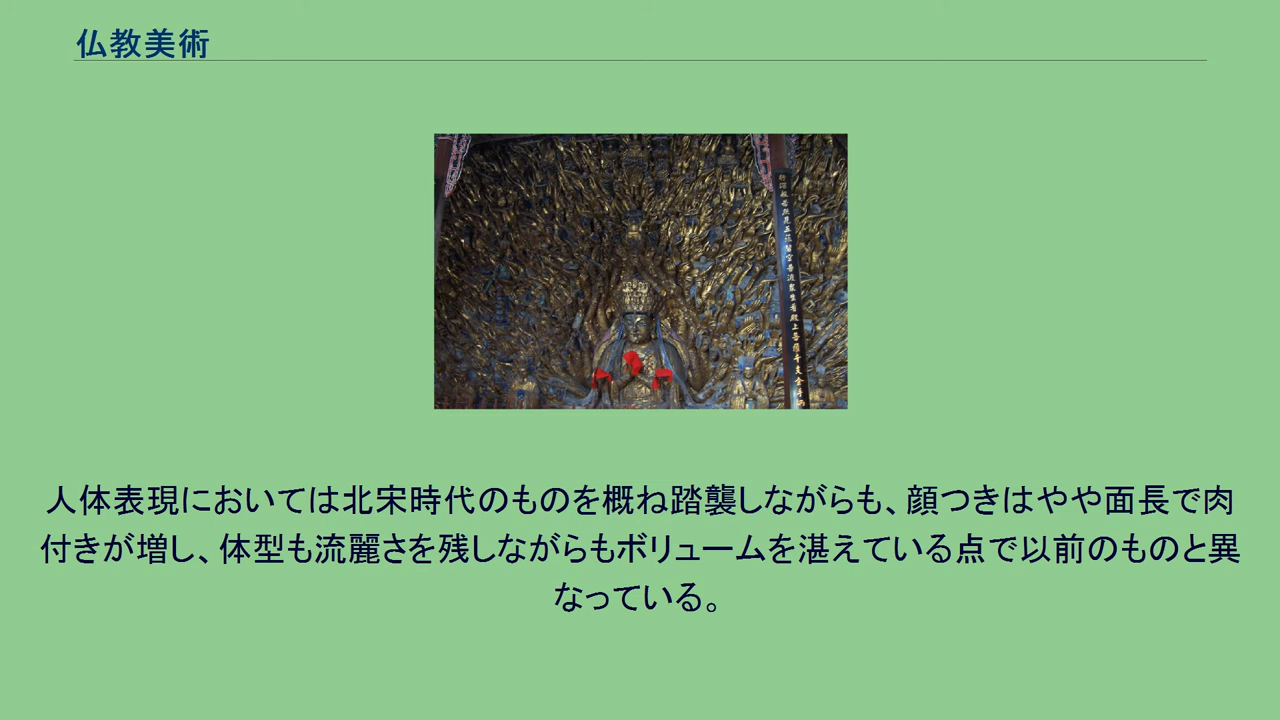 仏教美術
人体表現においては北宋時代のものを概ね踏襲しながらも、顔つきはやや面長で肉
付きが増し、体型も流麗さを残しながらもボリュームを湛えている点で以前のものと異
なっている。